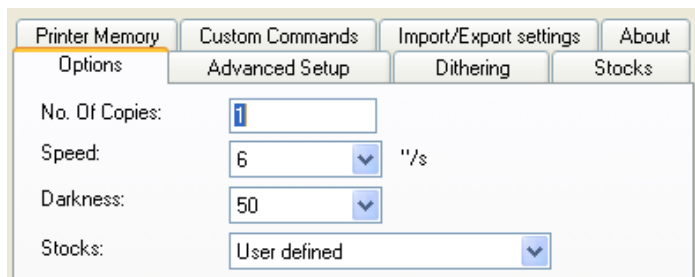 Printer Memory Custom Commands Import/Export settings About
Options Advanced Setup Dithering Stocks
No. Of Copies: 1
Speed: 6 "/s
Darkness: 50
Stocks: User defined